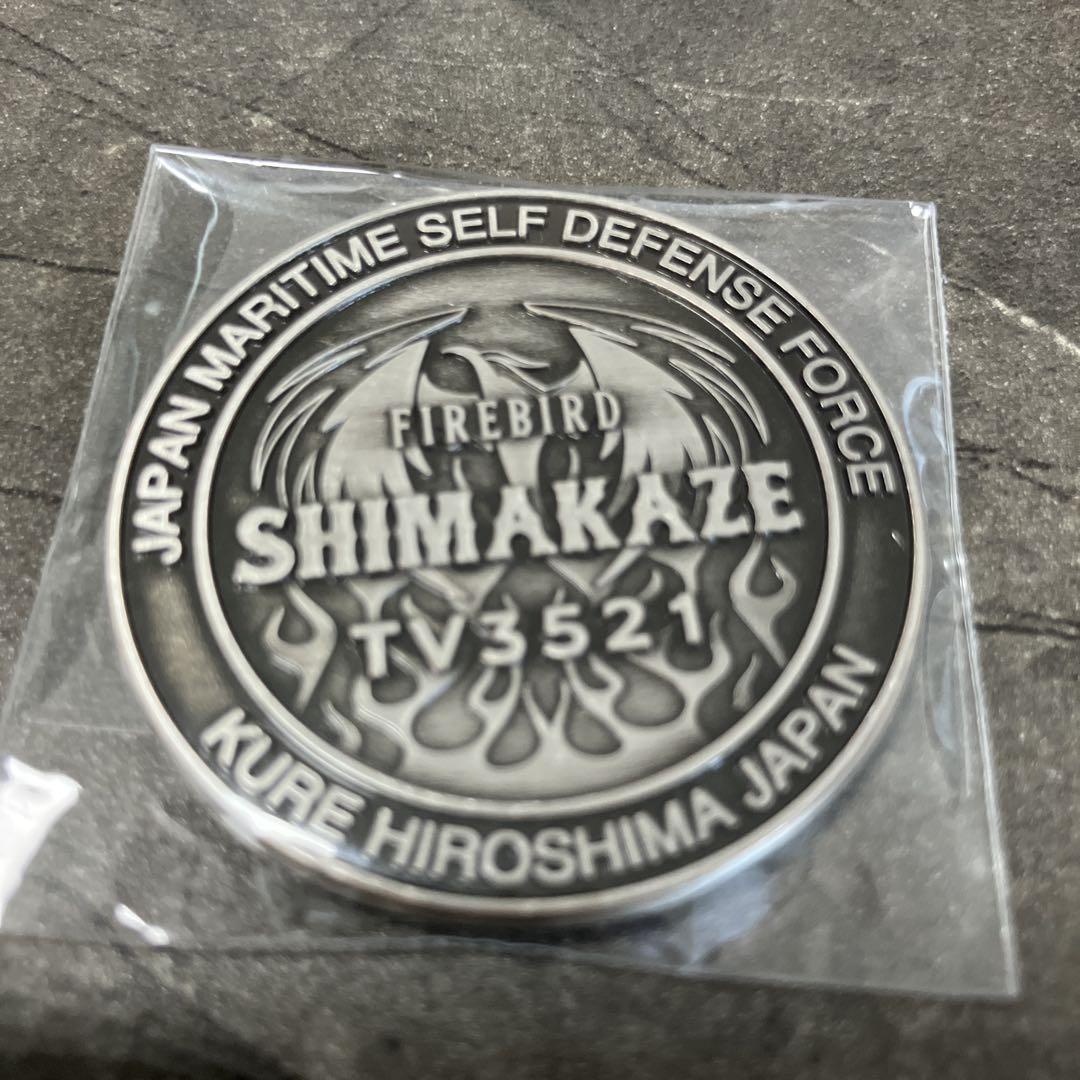 JAPAN MARITIME SELF DEFENSE FORCE
FIREBIRD
SHIMAKAZE
TV3521
KURE HIROSHIMA JAPAN